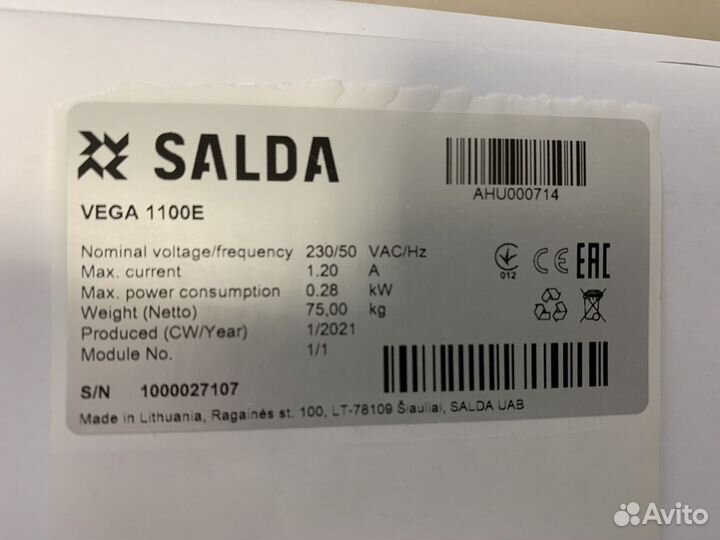 SALDA
AHU000714
VEGA 1100E
Nominal voltage/frequency 230/50 VAC/Hz
Max. current 1.20 A
Max. power consumption 0.28 kW
Weight (Netto) 75,00 kg
Produced (CW/Year) 1/2021
Module No. 1/1
012 CE EAC
S/N 1000027107
Made in Lithuania, Ragainės st. 100, LT-78109 Šiauliai, SALDA UAB
Avito